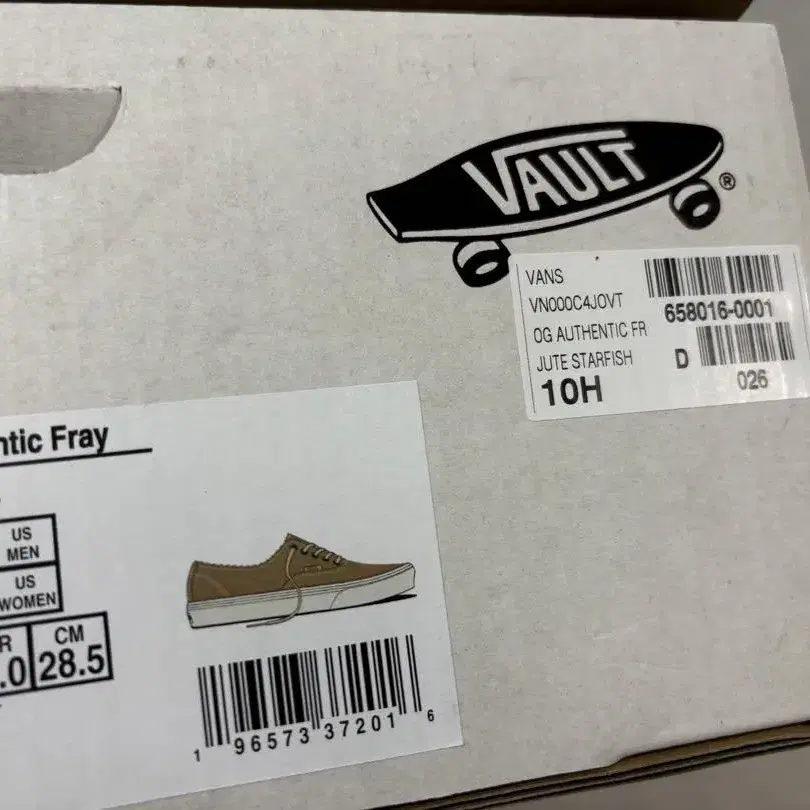 VAULT®
VANS
VN000C4JOVT
658016-0001
OG AUTHENTIC FR
JUTE STARFISH
D
10H
026
ntic Fray
US
MEN
US
WOMEN
R
.0
CM
28.5
1 96573 37201 6